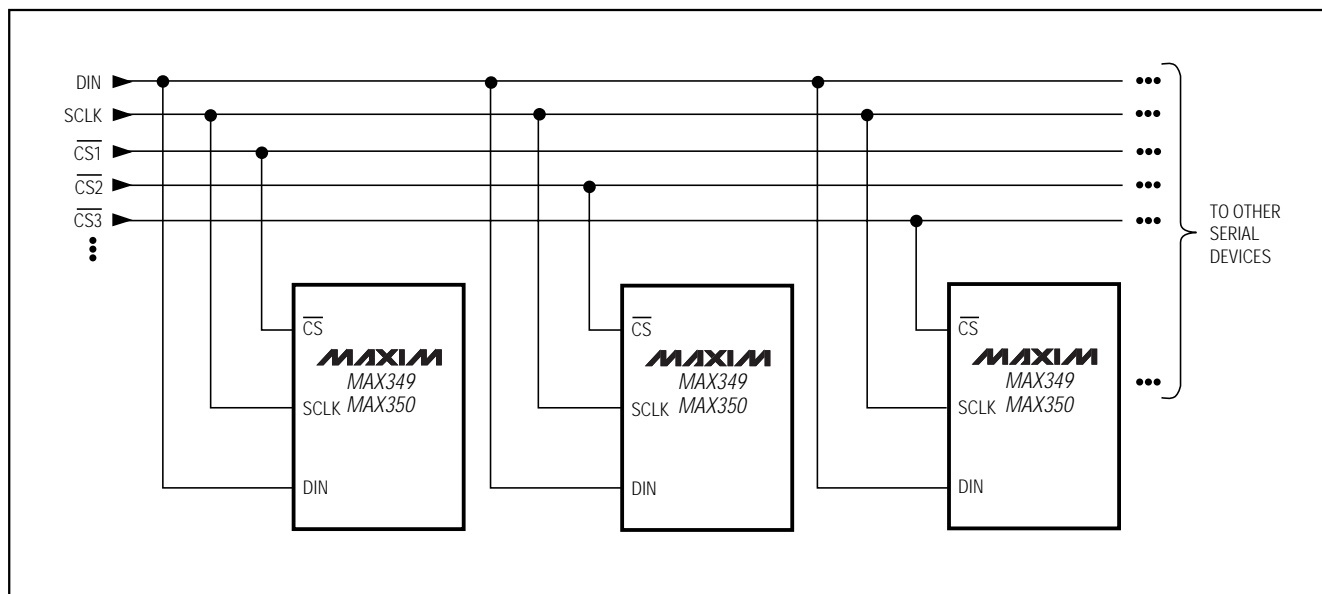 DIN
SCLK
CS1
CS2
CS3
TO OTHER
SERIAL
DEVICES
CS
MAXIM
MAX349
MAX350
SCLK
DIN
CS
MAXIM
MAX349
MAX350
SCLK
DIN
CS
MAXIM
MAX349
MAX350
SCLK
DIN